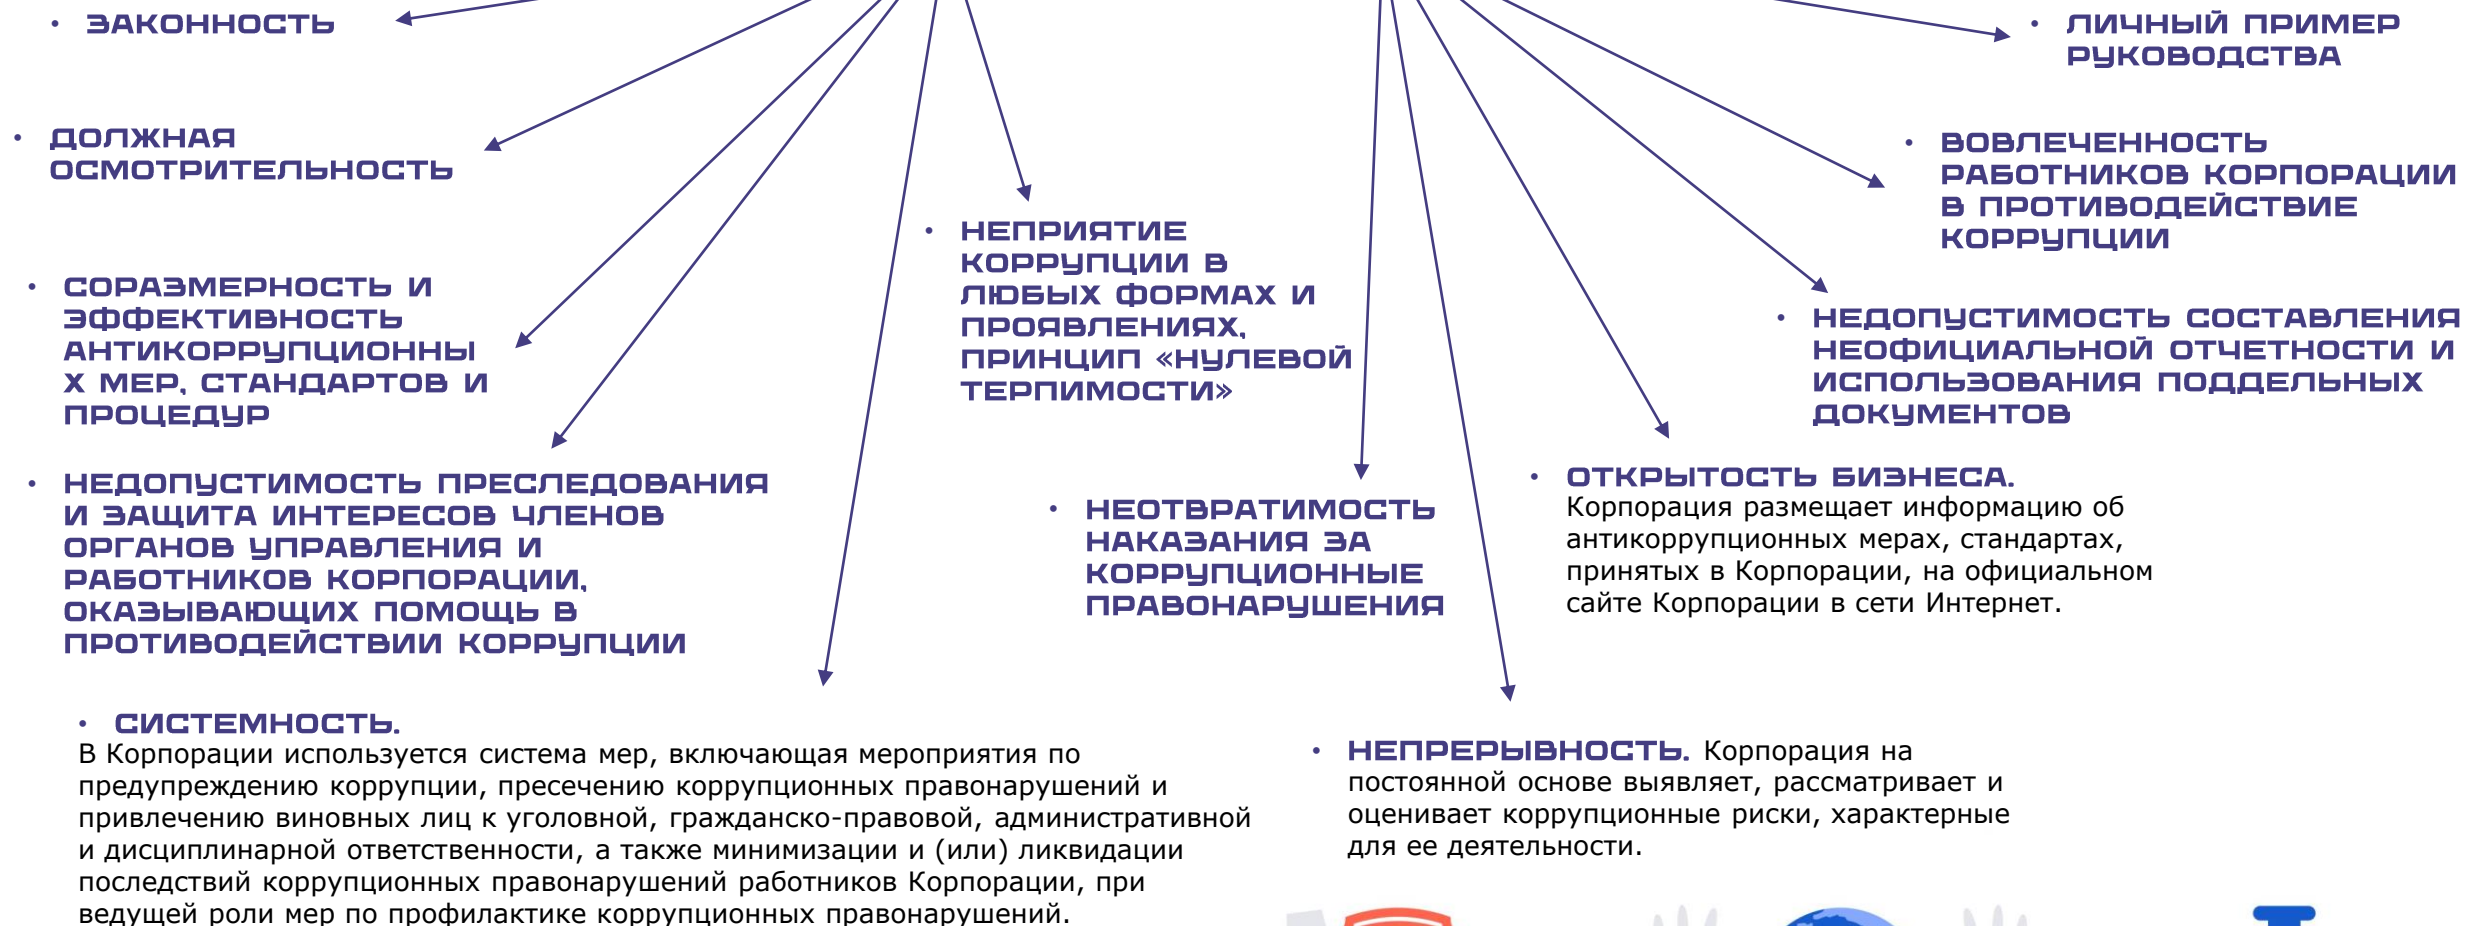 • ЗАКОННОСТЬ
• ЛИЧНЫЙ ПРИМЕР
РУКОВОДСТВА
• ДОЛЖНАЯ
ОСМОТРИТЕЛЬНОСТЬ
• ВОВЛЕЧЕННОСТЬ
РАБОТНИКОВ КОРПОРАЦИИ
В ПРОТИВОДЕЙСТВИЕ
КОРРУПЦИИ
• НЕПРИЯТИЕ
КОРРУПЦИИ В
ЛЮБЫХ ФОРМАХ И
ПРОЯВЛЕНИЯХ,
ПРИНЦИП «НУЛЕВОЙ
ТЕРПИМОСТИ»
• СОРАЗМЕРНОСТЬ И
ЭФФЕКТИВНОСТЬ
АНТИКОРРУПЦИОННЫ
Х МЕР, СТАНДАРТОВ И
ПРОЦЕДУР
• НЕДОПУСТИМОСТЬ СОСТАВЛЕНИЯ
НЕОФИЦИАЛЬНОЙ ОТЧЕТНОСТИ И
ИСПОЛЬЗОВАНИЯ ПОДДЕЛЬНЫХ
ДОКУМЕНТОВ
• НЕДОПУСТИМОСТЬ ПРЕСЛЕДОВАНИЯ
И ЗАЩИТА ИНТЕРЕСОВ ЧЛЕНОВ
ОРГАНОВ УПРАВЛЕНИЯ И
РАБОТНИКОВ КОРПОРАЦИИ,
ОКАЗЫВАЮЩИХ ПОМОЩЬ В
ПРОТИВОДЕЙСТВИИ КОРРУПЦИИ
• НЕОТВРАТИМОСТЬ
НАКАЗАНИЯ ЗА
КОРРУПЦИОННЫЕ
ПРАВОНАРУШЕНИЯ
• ОТКРЫТОСТЬ БИЗНЕСА.
Корпорация размещает информацию об
антикоррупционных мерах, стандартах,
принятых в Корпорации, на официальном
сайте Корпорации в сети Интернет.
• СИСТЕМНОСТЬ.
В Корпорации используется система мер, включающая мероприятия по
предупреждению коррупции, пресечению коррупционных правонарушений и
привлечению виновных лиц к уголовной, гражданско-правовой, административной
и дисциплинарной ответственности, а также минимизации и (или) ликвидации
последствий коррупционных правонарушений работников Корпорации, при
ведущей роли мер по профилактике коррупционных правонарушений.
• НЕПРЕРЫВНОСТЬ. Корпорация на
постоянной основе выявляет, рассматривает и
оценивает коррупционные риски, характерные
для ее деятельности.